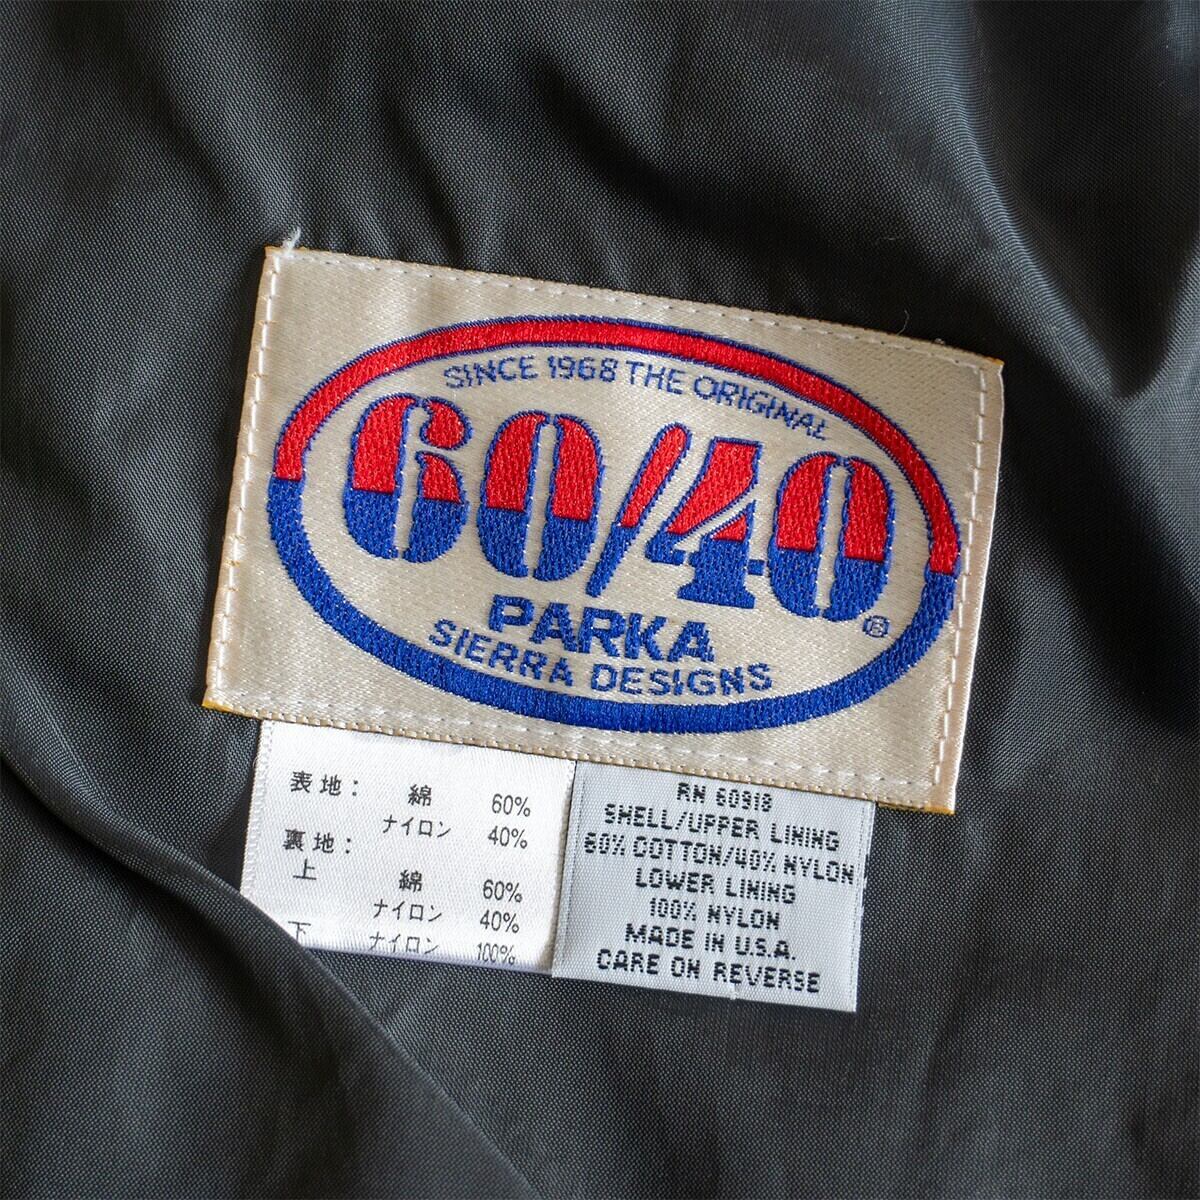 SINCE 1968 THE ORIGINAL
60/40®
PARKA
SIERRA DESIGNS
表地: 綿 60%
ナイロン 40%
裏地:
上 綿 60%
ナイロン 40%
下 ナイロン 100%
RN 60918
SHELL/UPPER LINING
60% COTTON/40% NYLON
LOWER LINING
100% NYLON
MADE IN U.S.A.
CARE ON REVERSE